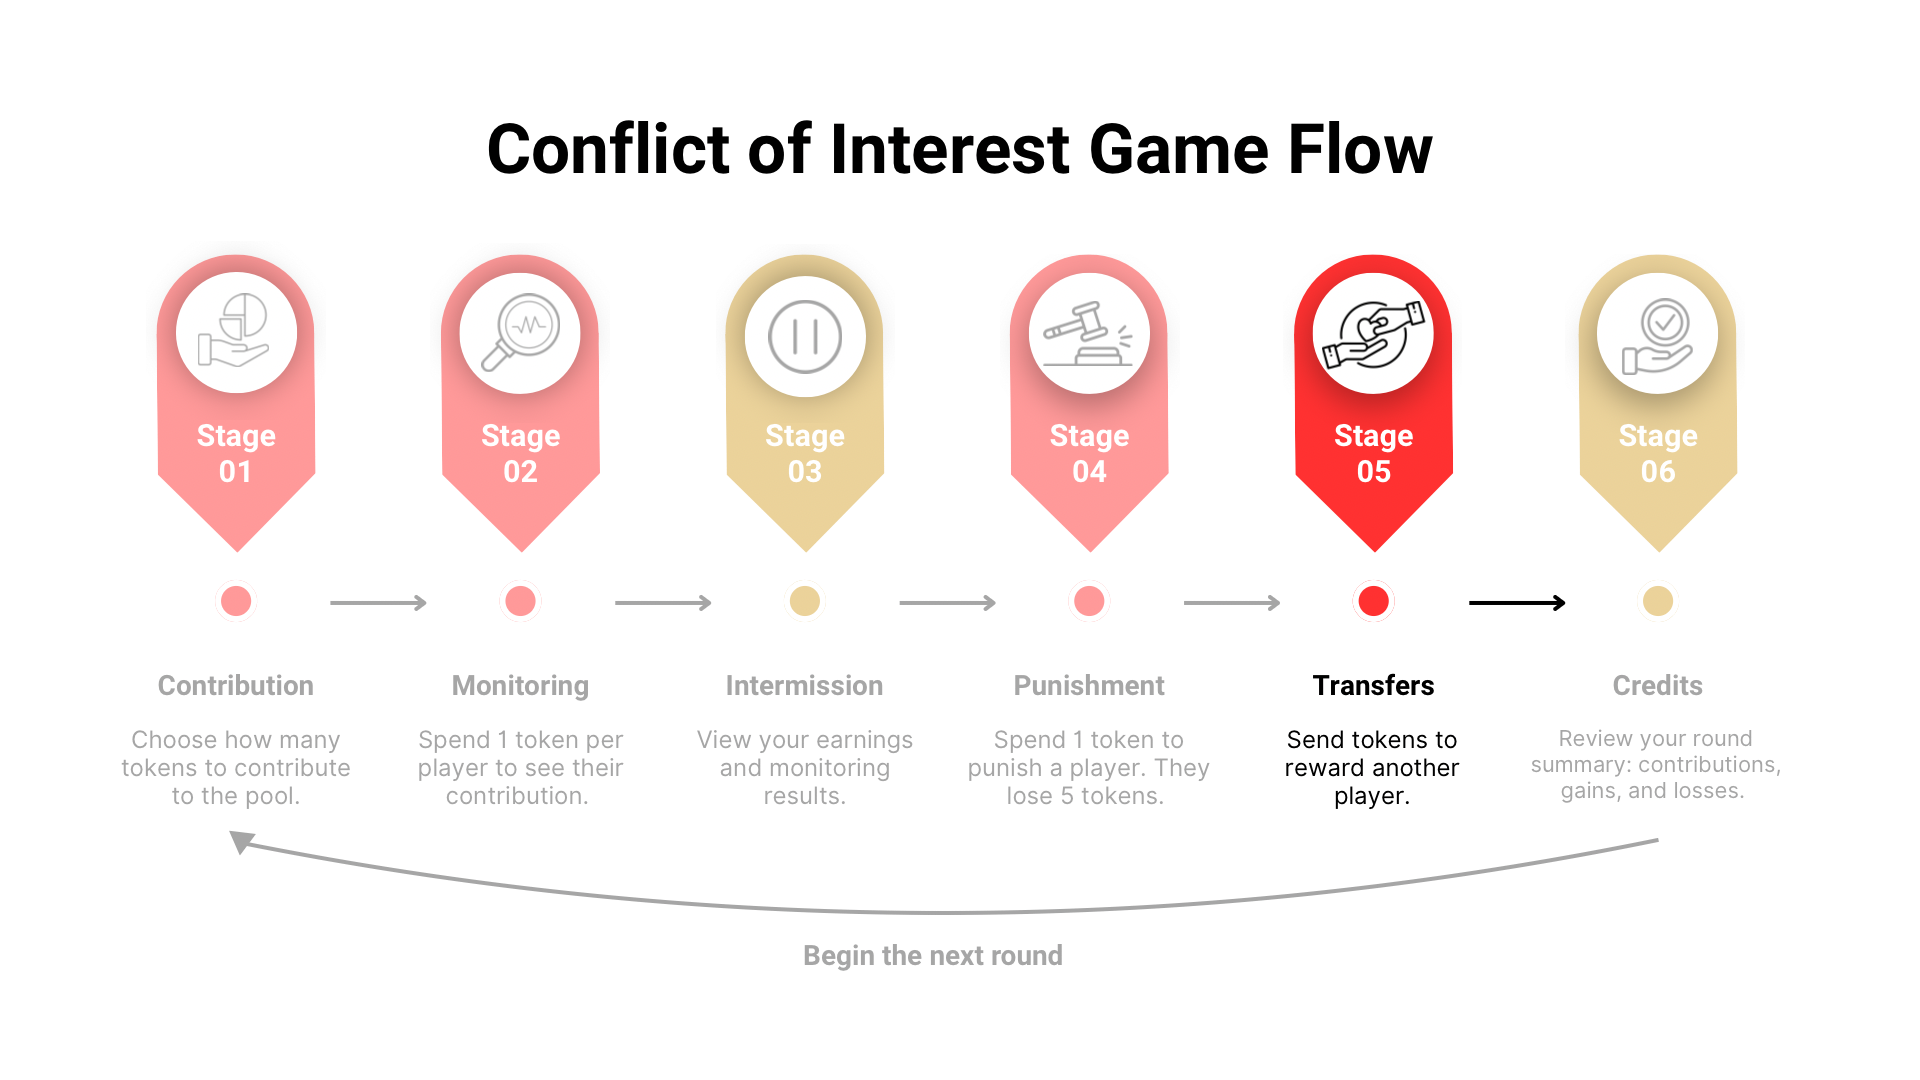 Conflict of Interest Game Flow
Stage
01
Stage
02
Stage
03
Stage
04
Stage
05
Stage
06
Contribution
Choose how many
tokens to contribute
to the pool.
Monitoring
Spend 1 token per
player to see their
contribution.
Intermission
View your earnings
and monitoring
results.
Punishment
Spend 1 token to
punish a player. They
lose 5 tokens.
Transfers
Send tokens to
reward another
player.
Credits
Review your round
summary: contributions,
gains, and losses.
Begin the next round